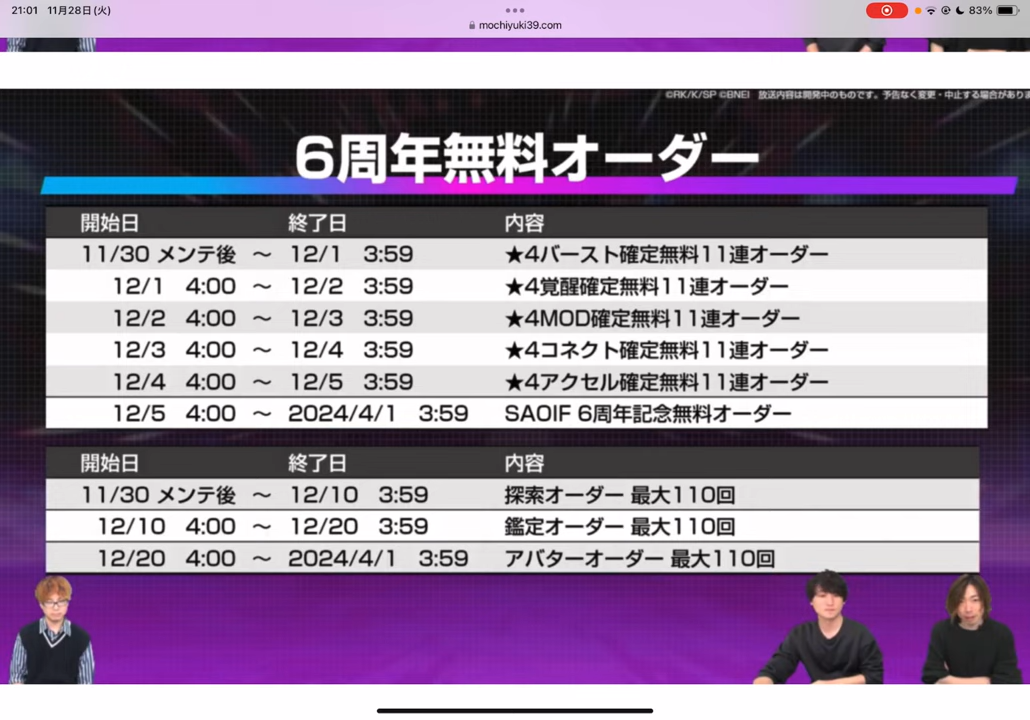 21:01 11月28日(火)
83%
mochiyuki39.com
©RK/K/SP ©BNEI 放送内容は開発中のものです。予告なく変更・中止する場合があり
6周年無料オーダー
開始日 終了日 内容
11/30 メンテ後 ～ 12/1 3:59 ★4バースト確定無料11連オーダー
12/1 4:00 ～ 12/2 3:59 ★4覚醒確定無料11連オーダー
12/2 4:00 ～ 12/3 3:59 ★4MOD確定無料11連オーダー
12/3 4:00 ～ 12/4 3:59 ★4コネクト確定無料11連オーダー
12/4 4:00 ～ 12/5 3:59 ★4アクセル確定無料11連オーダー
12/5 4:00 ～ 2024/4/1 3:59 SAOIF 6周年記念無料オーダー
開始日 終了日 内容
11/30 メンテ後 ～ 12/10 3:59 探索オーダー 最大110回
12/10 4:00 ～ 12/20 3:59 鑑定オーダー 最大110回
12/20 4:00 ～ 2024/4/1 3:59 アバターオーダー 最大110回